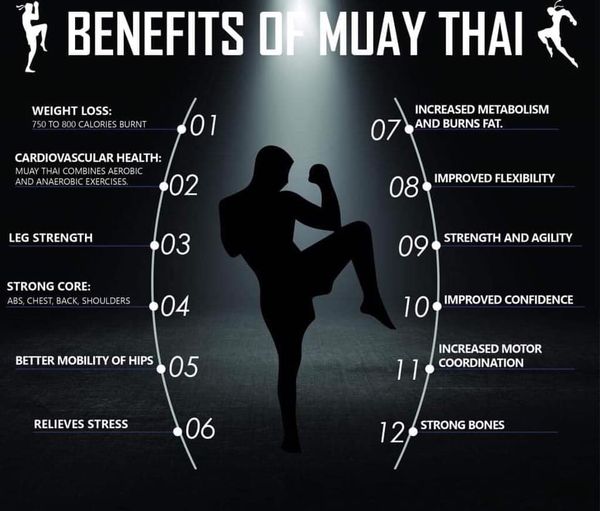 BENEFITS OF MUAY THAI
WEIGHT LOSS:
750 TO 800 CALORIES BURNT
01
CARDIOVASCULAR HEALTH:
MUAY THAI COMBINES AEROBIC
AND ANAEROBIC EXERCISES.
02
LEG STRENGTH
03
STRONG CORE:
ABS, CHEST, BACK, SHOULDERS
04
BETTER MOBILITY OF HIPS
05
RELIEVES STRESS
06
07
INCREASED METABOLISM
AND BURNS FAT.
08
IMPROVED FLEXIBILITY
09
STRENGTH AND AGILITY
10
IMPROVED CONFIDENCE
11
INCREASED MOTOR
COORDINATION
12
STRONG BONES